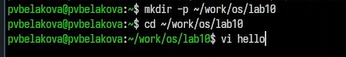 pvbelakova@pvbelakova:~$ mkdir -p ~/work/os/lab10
pvbelakova@pvbelakova:~$ cd ~/work/os/lab10
pvbelakova@pvbelakova:~/work/os/lab10$ vi hello